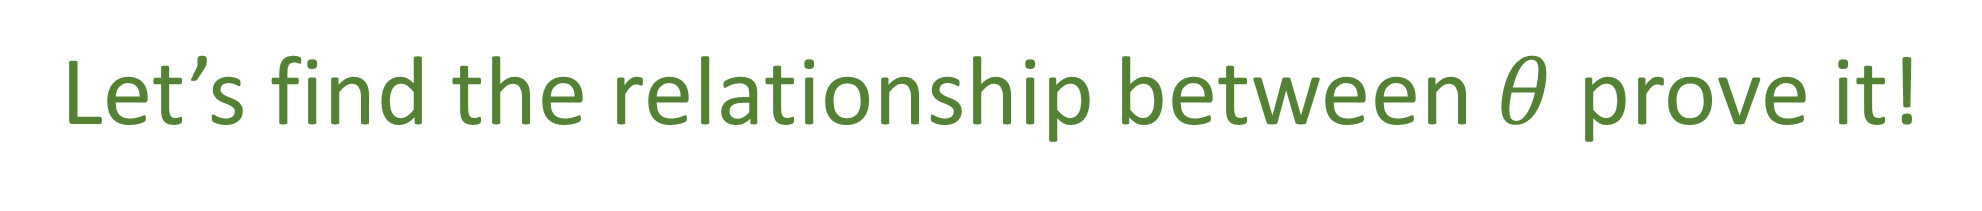 Let’s find the relationship between θ prove it!